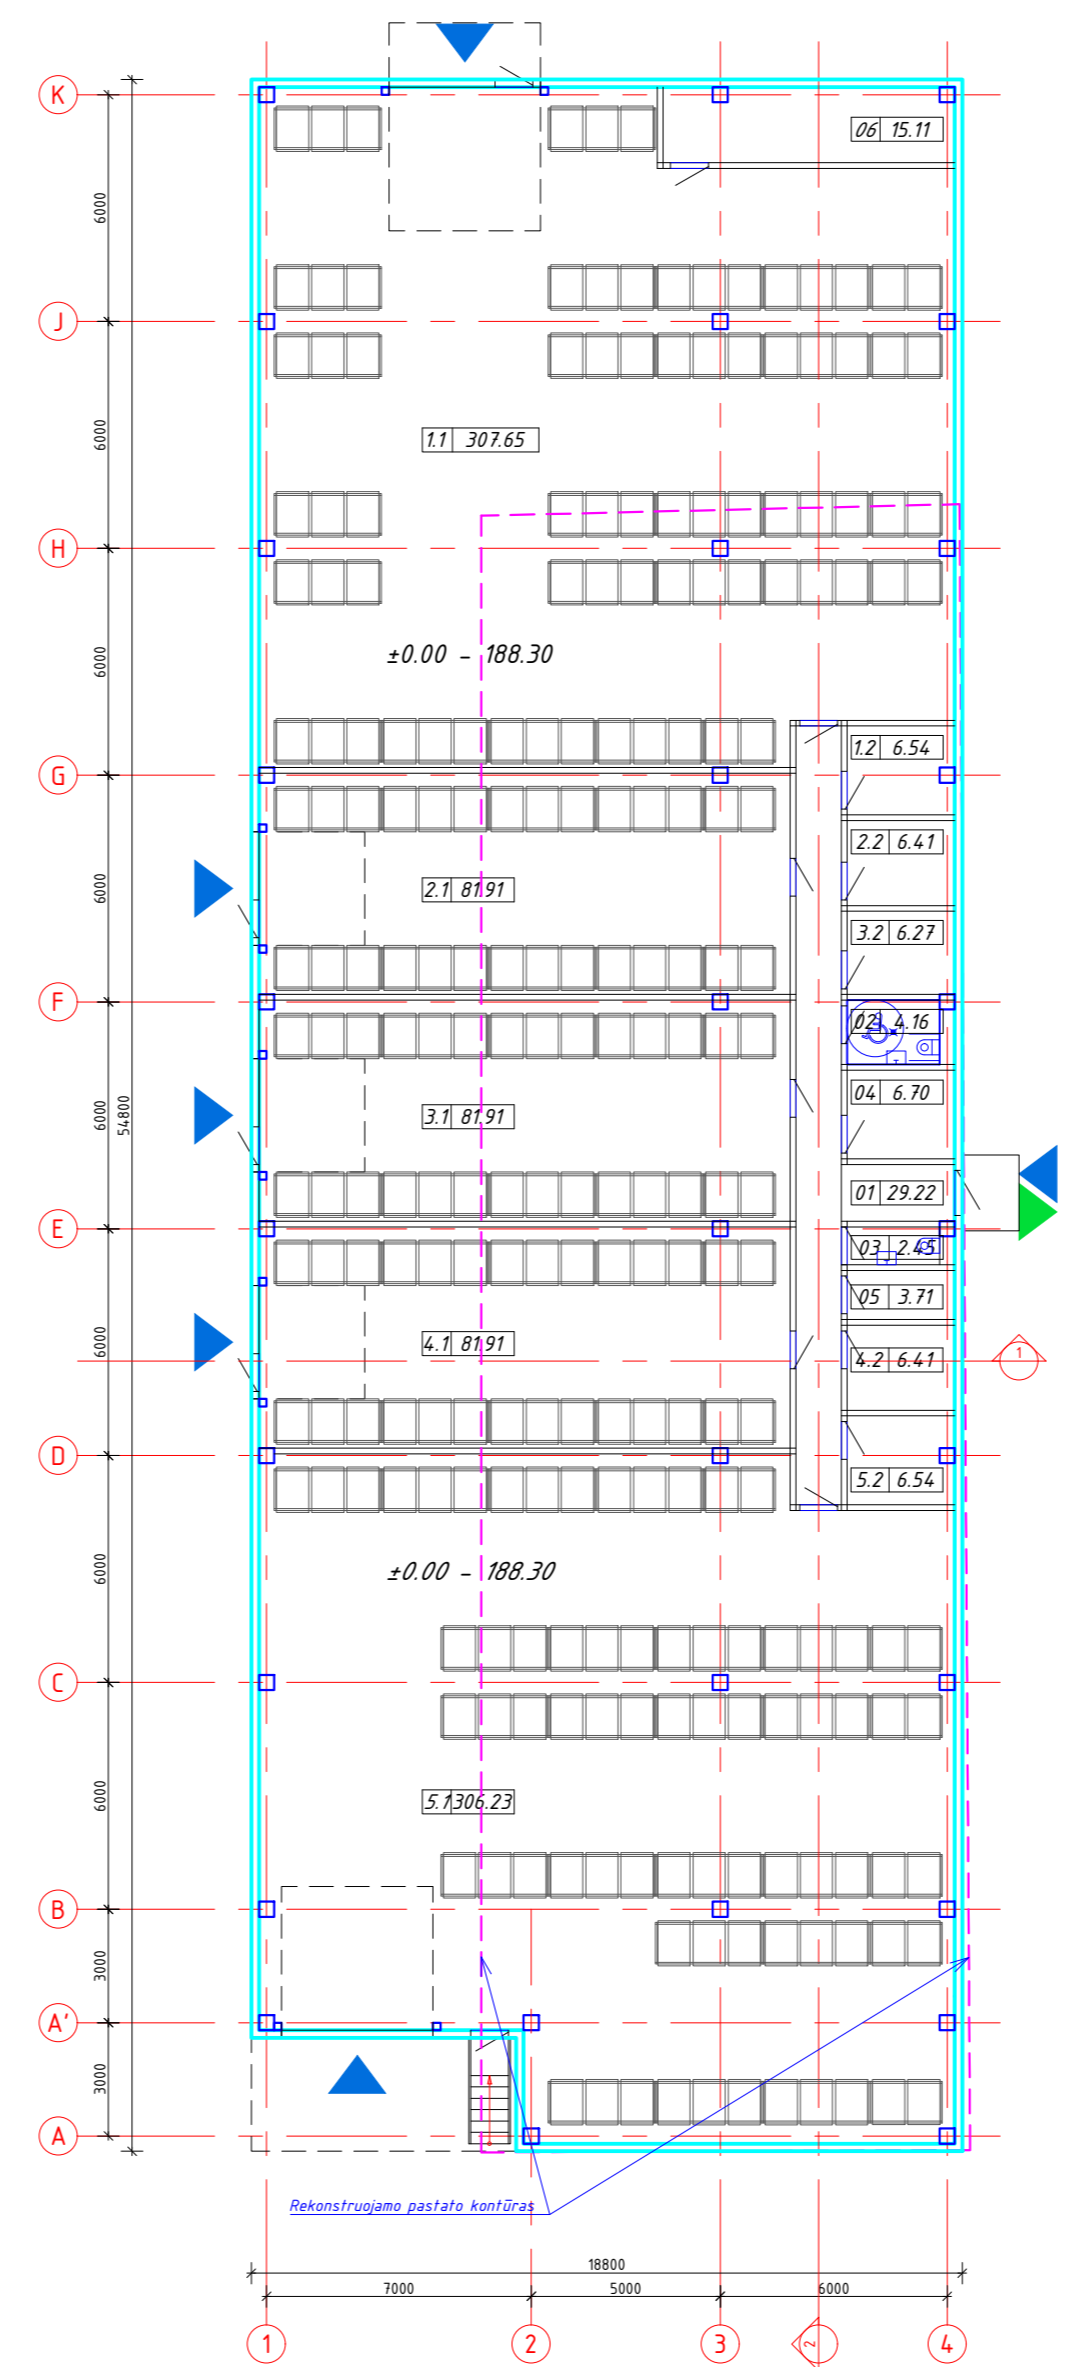 K
06 15.11
6000
J
6000
1.1 307.65
H
6000
±0.00 - 188.30
1.2 6.54
G
2.2 6.41
6000
2.1 81.91
3.2 6.27
F
02 4.16
04 6.70
6000
54800
3.1 81.91
01 29.22
E
03 2.45
05 3.71
6000
4.1 81.91
4.2 6.41
1
D
5.2 6.54
6000
±0.00 - 188.30
C
6000
5.1 306.23
B
3000
A'
3000
A
Rekonstruojamo pastato kontūras
18800
7000 5000 6000
1 2 3 2 4